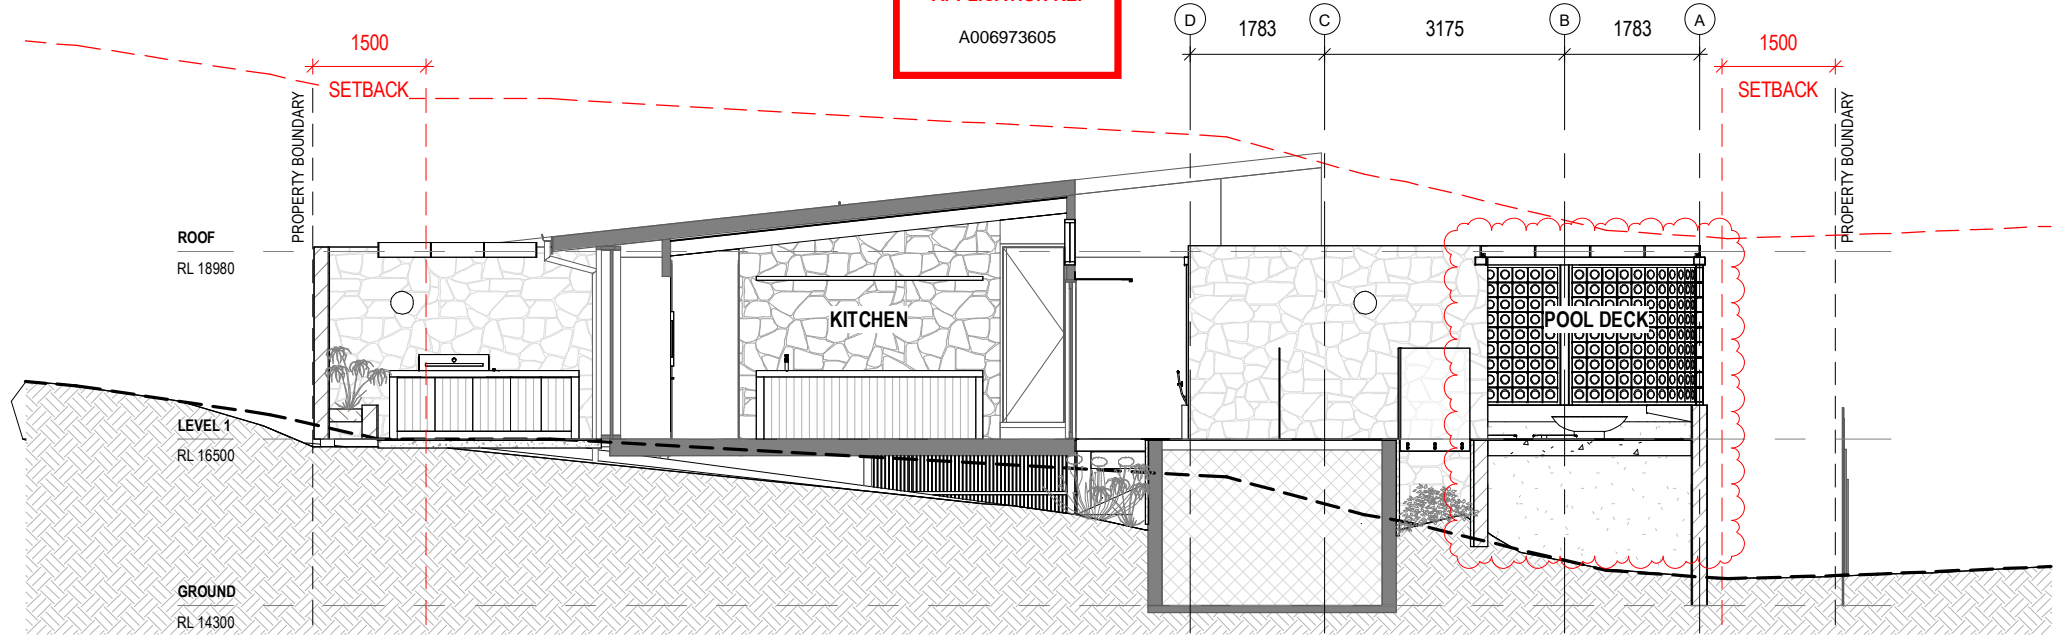 A006973605
D
1783
C
3175
B
1783
A
1500
SETBACK
1500
SETBACK
PROPERTY BOUNDARY
PROPERTY BOUNDARY
ROOF
RL 18980
KITCHEN
POOL DECK
LEVEL 1
RL 16500
GROUND
RL 14300